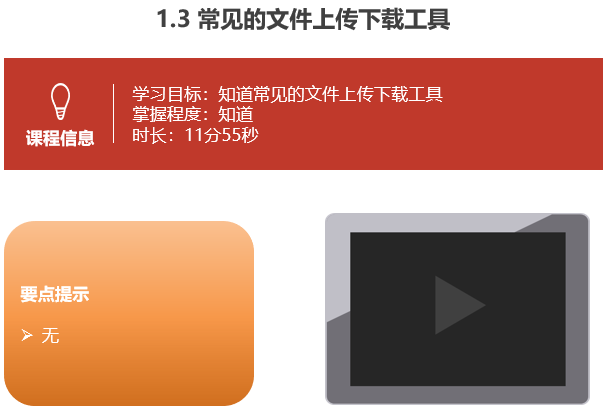 1.3 常见的文件上传下载工具
学习目标：知道常见的文件上传下载工具
掌握程度：知道
时长：11分55秒
课程信息
要点提示
➢ 无